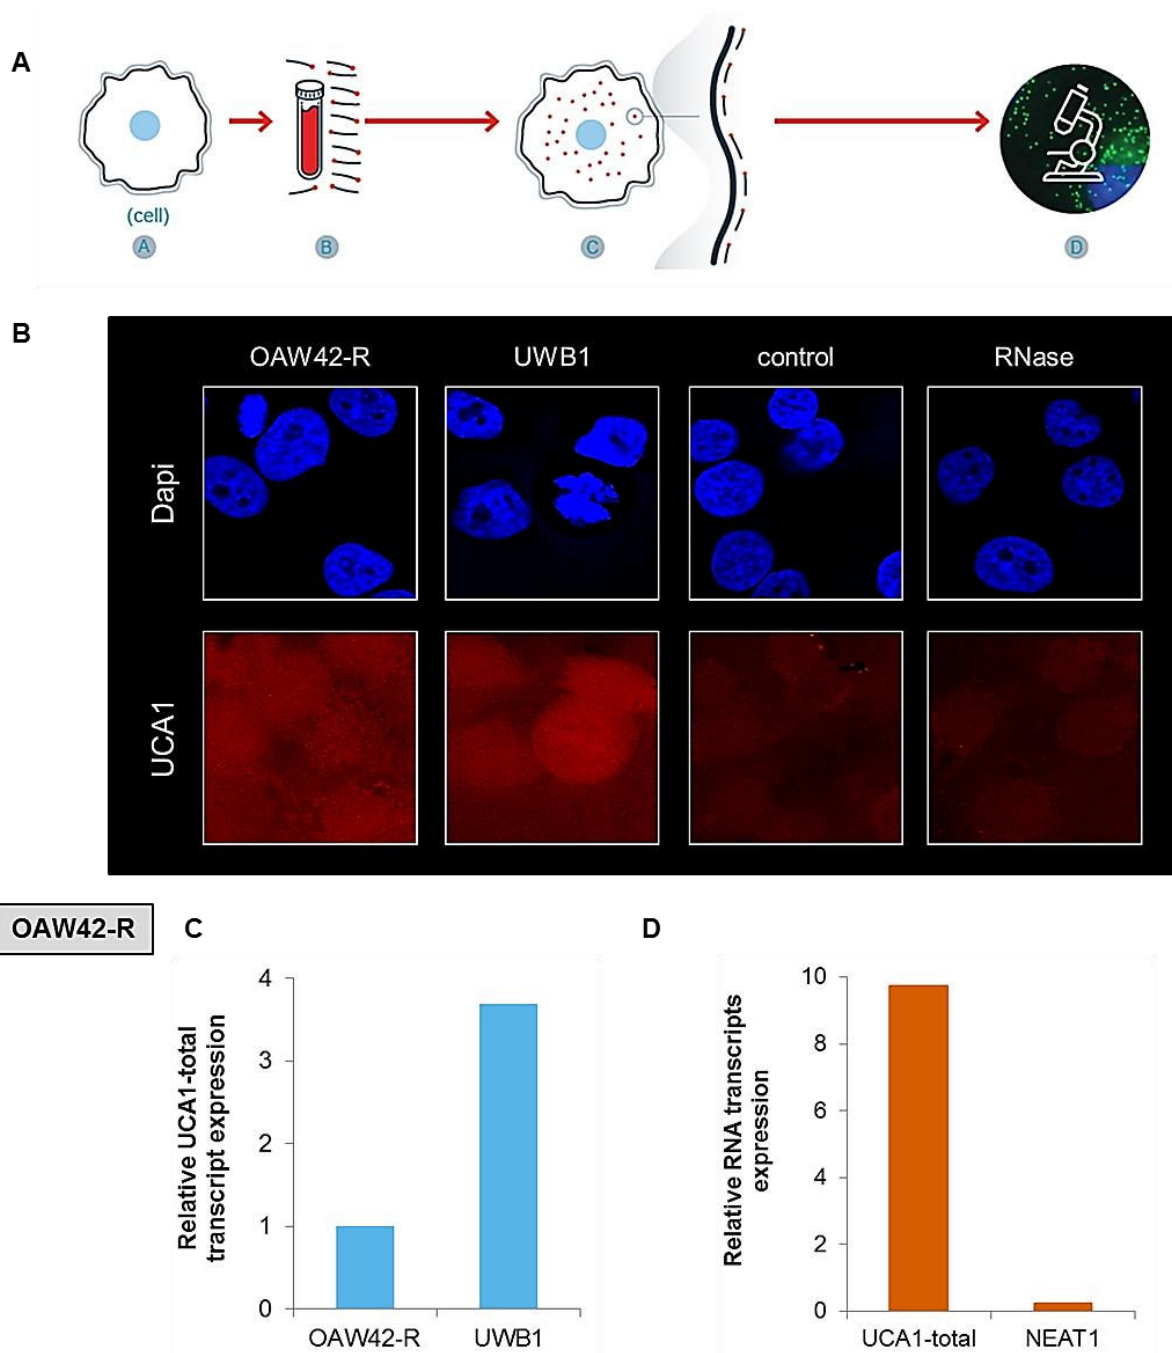 A
(cell)
A
B
C
D
B
OAW42-R
UWB1
control
RNase
Dapi
UCA1
OAW42-R
C
Relative UCA1-total
transcript expression
4
3
2
1
0
OAW42-R
UWB1
D
Relative RNA transcripts
expression
10
8
6
4
2
0
UCA1-total
NEAT1